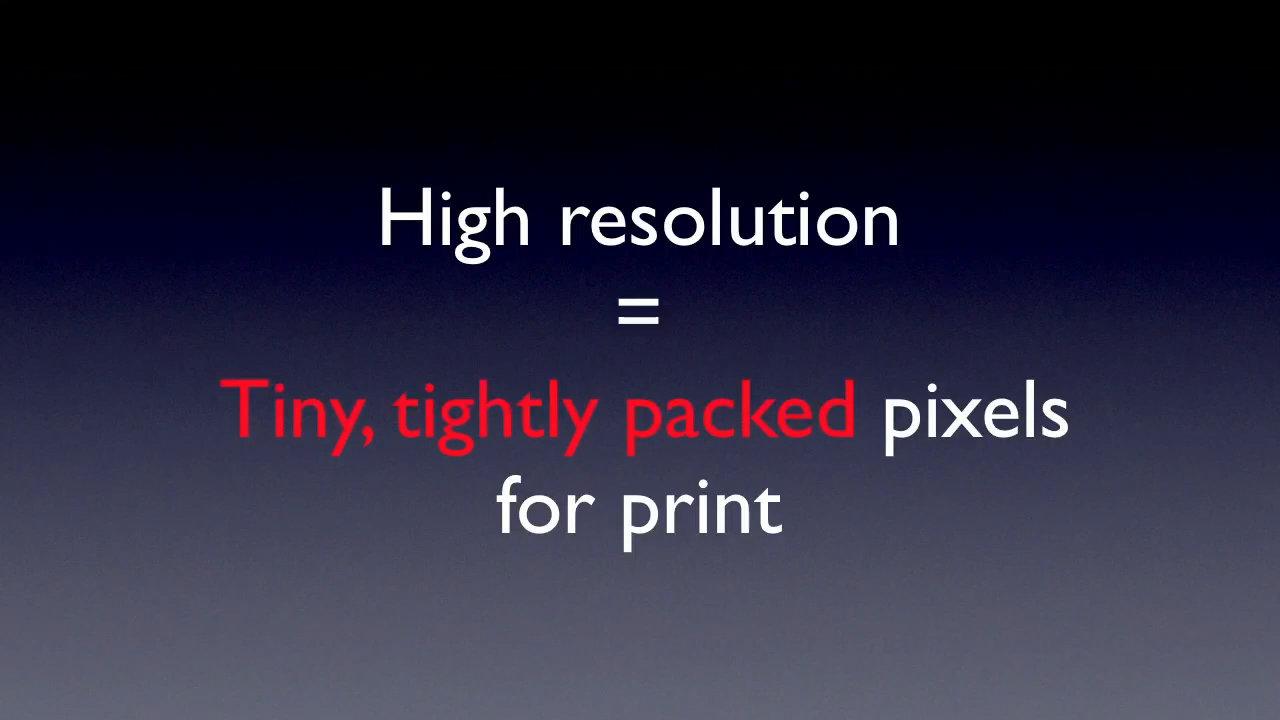 High resolution
=
Tiny, tightly packed pixels
for print